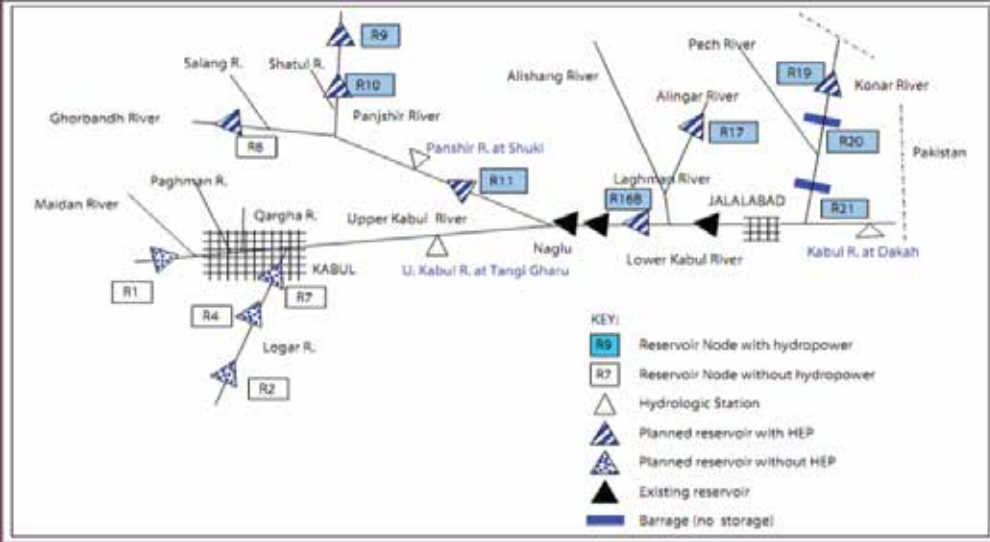 R9
Salang R.
Shatul R.
R10
Pech River
R19
Konar River
Alishang River
Alingar River
Ghorbandh River
Panjshir River
R8
R17
R20
Panshir R. at Shuki
Pakistan
Paghman R.
R11
Laghman River
Maidan River
R16B
JALALABAD
R21
Qargha R.
Upper Kabul River
Naglu
Lower Kabul River
Kabul R. at Dakah
KABUL
U. Kabul R. at Tangi Gharu
R1
R7
R4
Logar R.
R2
KEY:
R9 Reservoir Node with hydropower
R7 Reservoir Node without hydropower
Hydrologic Station
Planned reservoir with HEP
Planned reservoir without HEP
Existing reservoir
Barrage (no storage)